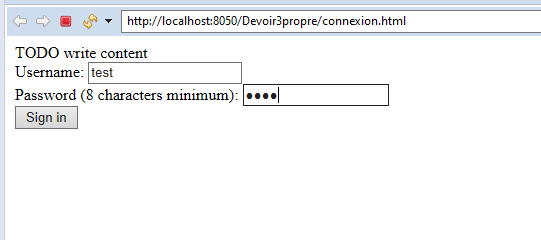 http://localhost:8050/Devoir3propre/connexion.html
TODO write content
Username: test
Password (8 characters minimum): ●●●●
Sign in